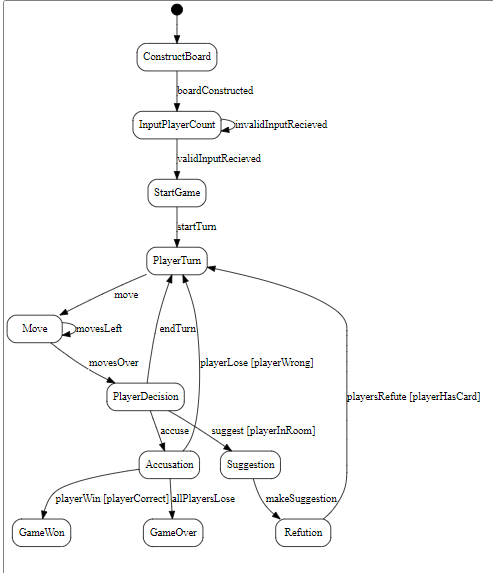 ConstructBoard
boardConstructed
InputPlayerCount
invalidInputRecieved
validInputRecieved
StartGame
startTurn
PlayerTurn
move
Move
movesLeft
endTurn
movesOver
playerLose [playerWrong]
PlayerDecision
playersRefute [playerHasCard]
accuse
suggest [playerInRoom]
Accusation
Suggestion
playerWin [playerCorrect]
allPlayersLose
makeSuggestion
GameWon
GameOver
Refution